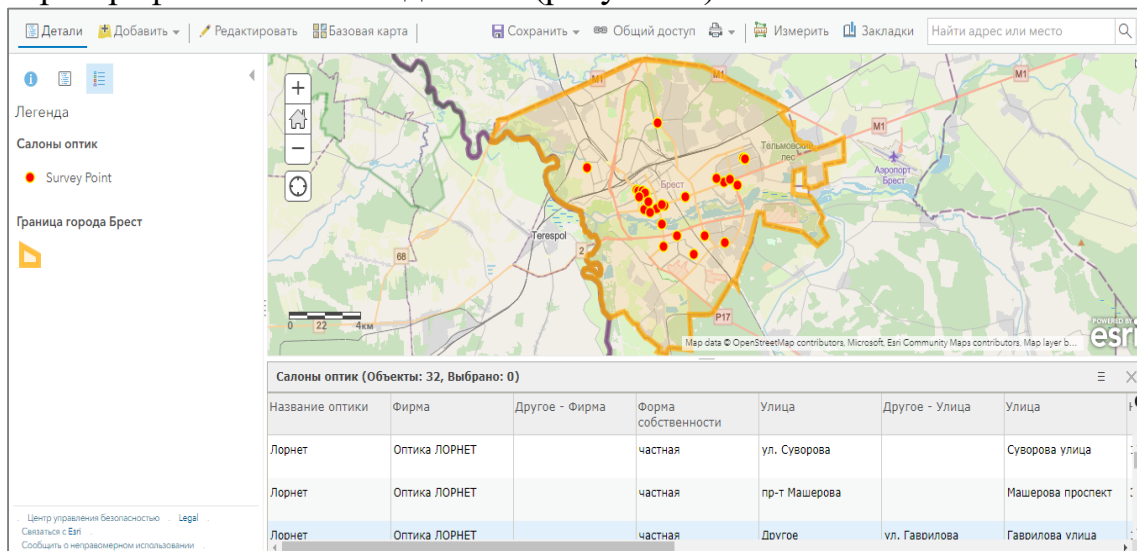 Детали Добавить Редактировать Базовая карта Сохранить Общий доступ Измерить Закладки Найти адрес или место
Легенда
Салоны оптик
Survey Point
Граница города Брест
M1
M1
M1
M1
Тельмовский лес
Аэропорт Брест
Брест
Terespol
2
68
P17
0 22 4км
Map data © OpenStreetMap contributors, Microsoft, Esri Community Maps contributors, Map layer b...
POWERED BY
esri
Салоны оптик (Объекты: 32, Выбрано: 0)
Название оптики Фирма Другое - Фирма Форма собственности Улица Другое - Улица Улица
Лорнет Оптика ЛОРНЕТ частная ул. Суворова Суворова улица
Лорнет Оптика ЛОРНЕТ частная пр-т Машерова Машерова проспект
Лорнет Оптика ЛОРНЕТ частная Другое ул. Гаврилова Гаврилова улица
Центр управления безопасностью Legal
Связаться с Esri
Сообщить о неправомерном использовании